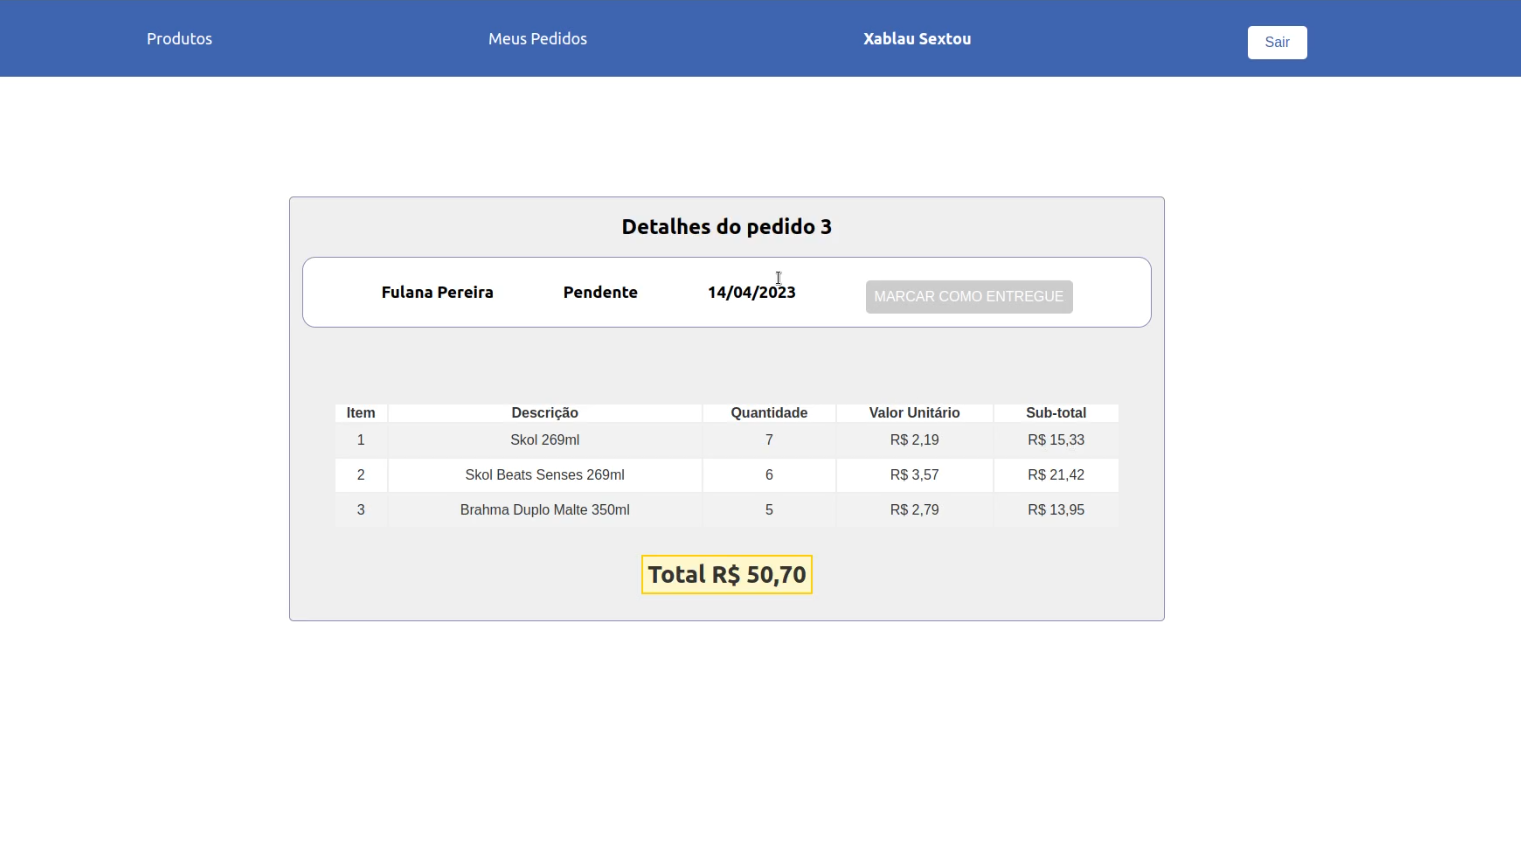 Produtos Meus Pedidos Xablau Sextou Sair
Detalhes do pedido 3
Fulana Pereira Pendente 14/04/2023 MARCAR COMO ENTREGUE
Item Descrição Quantidade Valor Unitário Sub-total
1 Skol 269ml 7 R$ 2,19 R$ 15,33
2 Skol Beats Senses 269ml 6 R$ 3,57 R$ 21,42
3 Brahma Duplo Malte 350ml 5 R$ 2,79 R$ 13,95
Total R$ 50,70